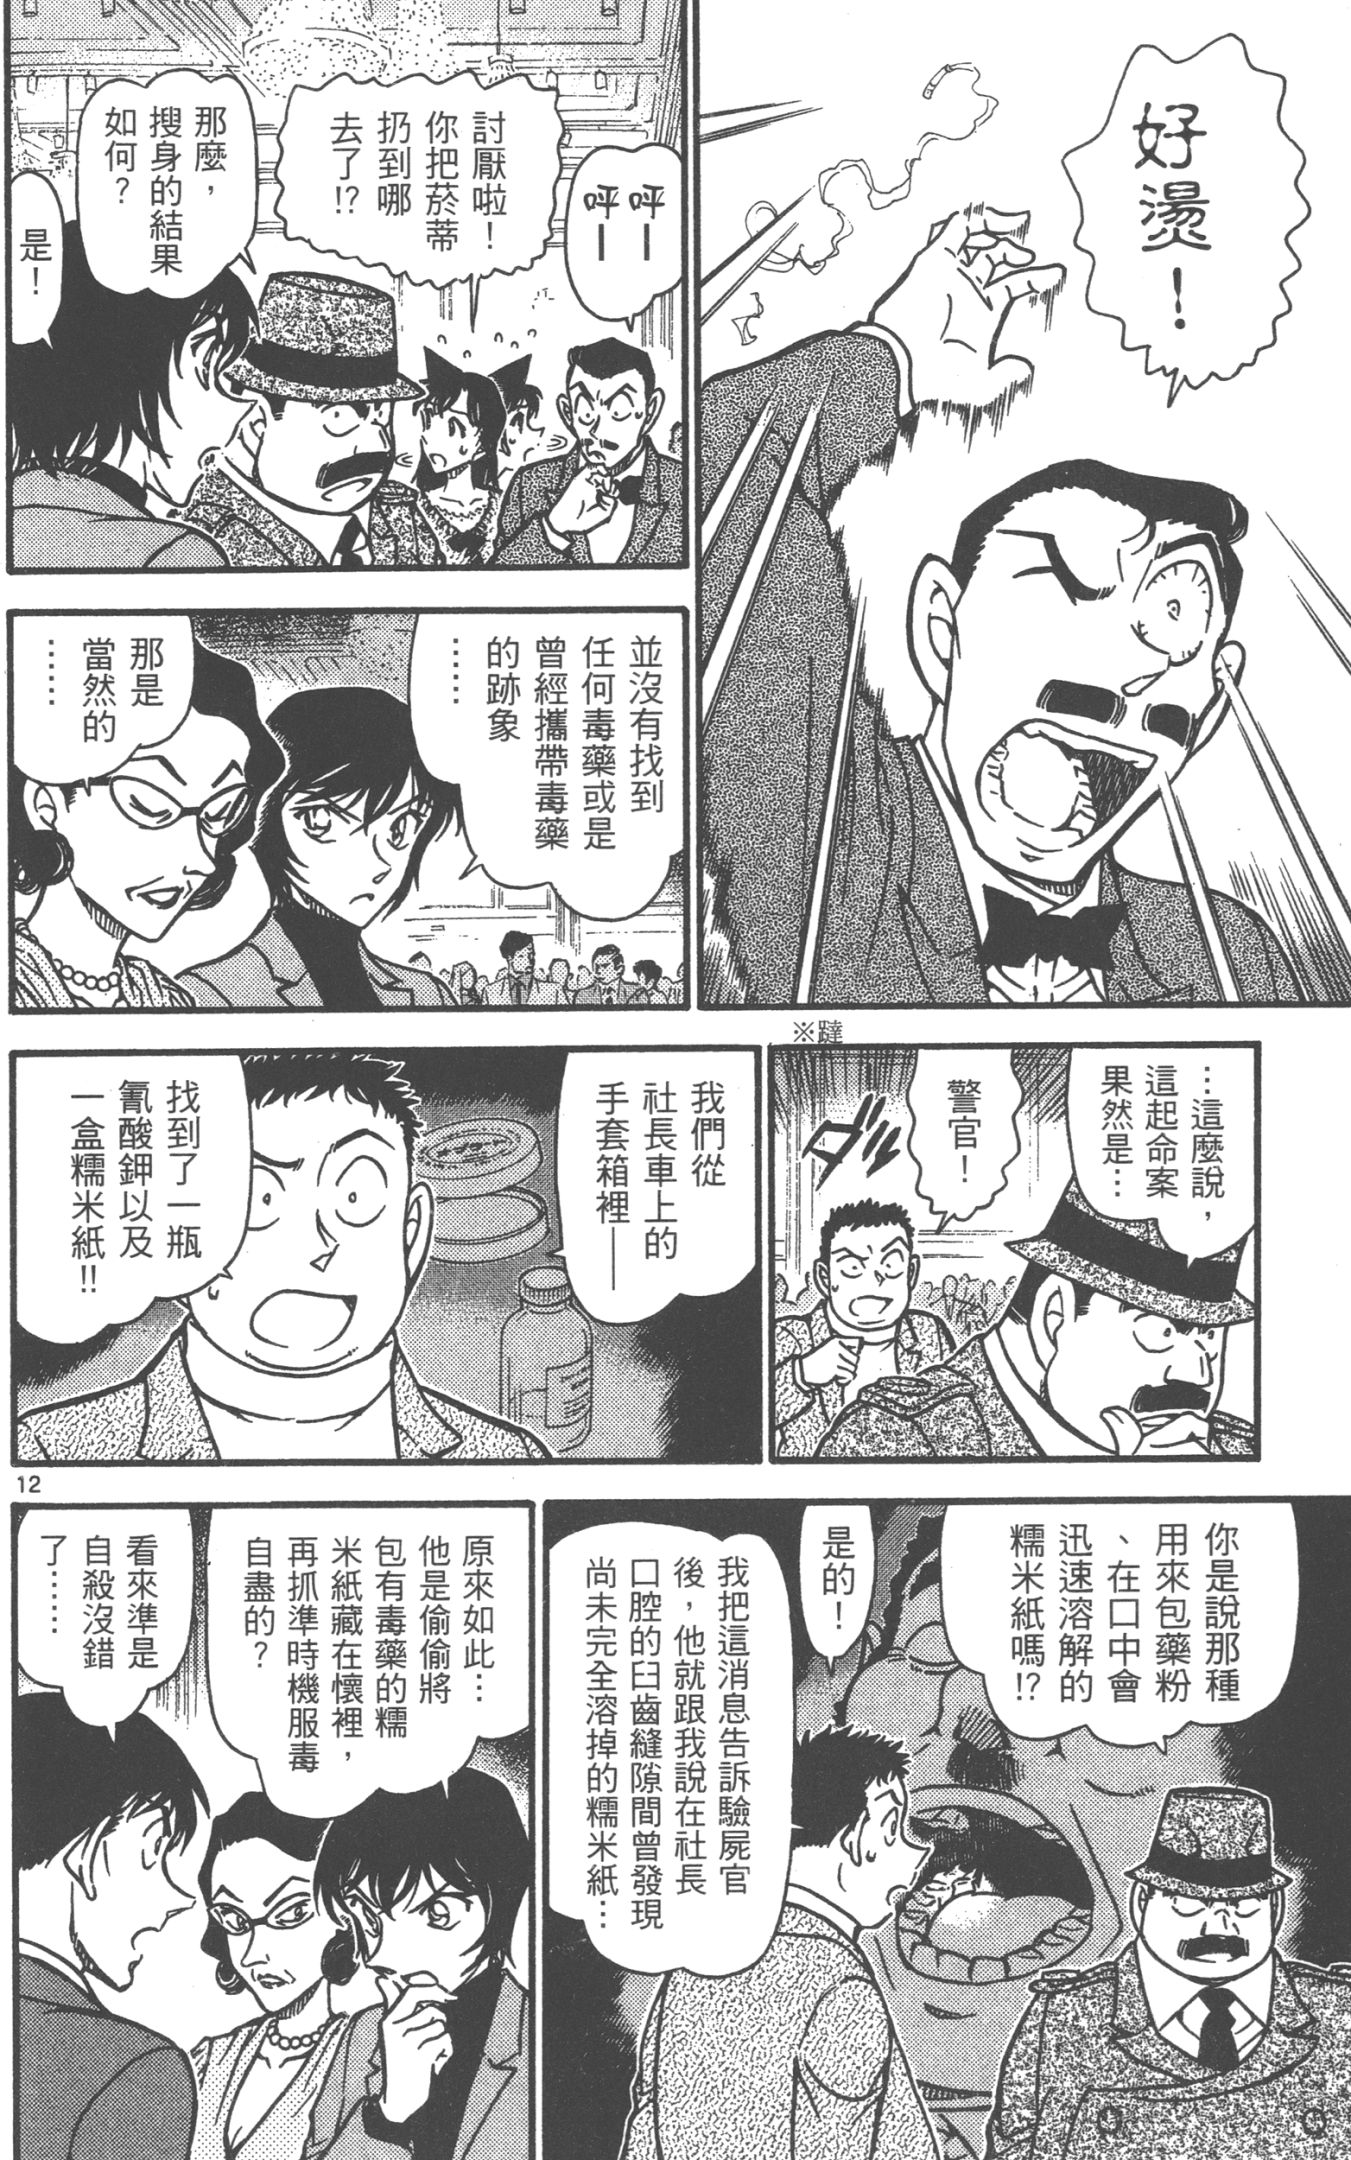 好燙！
呼ー
呼ー
討厭啦！
你把菸蒂
扔到哪
去了!?
那麼，
搜身的結果
如何？
是！
並沒有找到
任何毒藥或是
曾經攜帶毒藥
的跡象
……
那是
當然的
……
…這麼說，
這起命案
果然是…
警官！
※躂
ダッ
我們從
社長車上的
手套箱裡——
找到了一瓶
氰酸鉀以及
一盒糯米紙!!
12
你是說那種
用來包藥粉
、在口中會
迅速溶解的
糯米紙嗎!?
是的！
我把這消息告訴驗屍官
後，他就跟我說在社長
口腔的臼齒縫隙間曾發現
尚未完全溶掉的糯米紙…
原來如此…
他是偷偷將
包有毒藥的糯
米紙藏在懷裡，
再抓準時機服毒
自盡的？
看來準是
自殺沒錯
了……